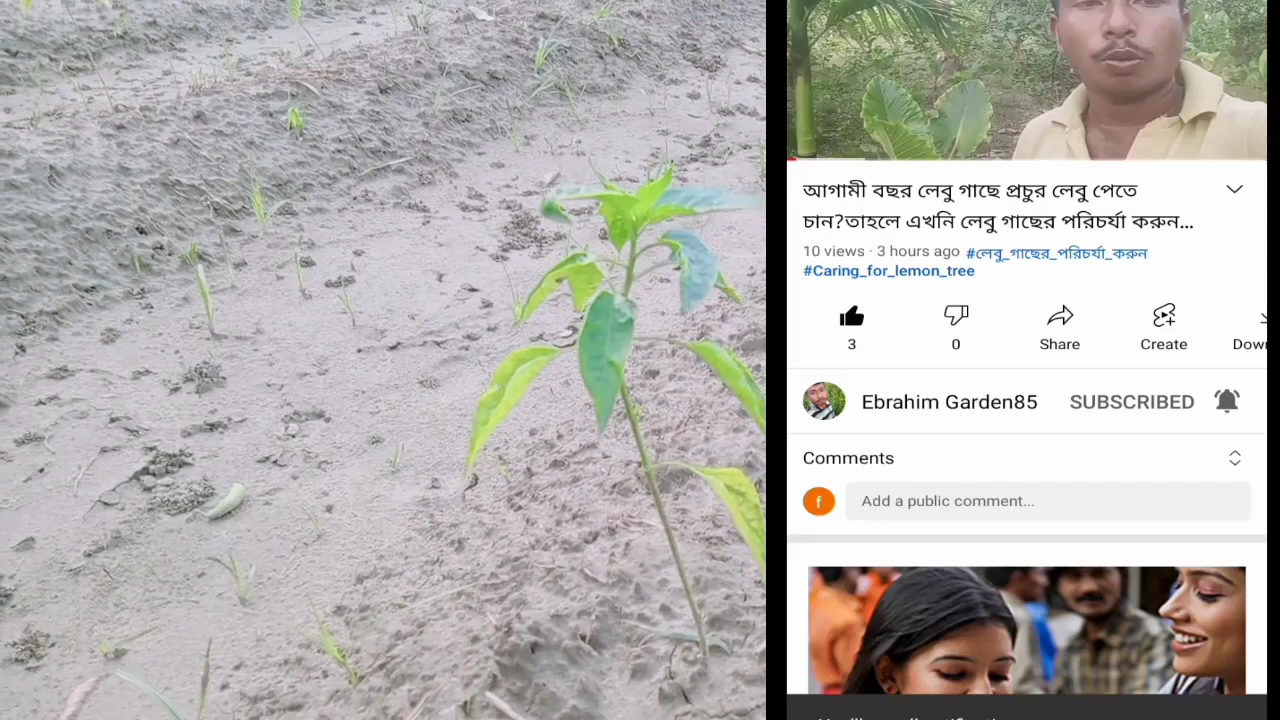 আগামী বছর লেবু গাছে প্রচুর লেবু পেতে
চান?তাহলে এখনি লেবু গাছের পরিচর্যা করুন...
10 views · 3 hours ago #লেবু_গাছের_পরিচর্যা_করুন
#Caring_for_lemon_tree
3
0
Share
Create
Dow
Ebrahim Garden85
SUBSCRIBED
Comments
f
Add a public comment...